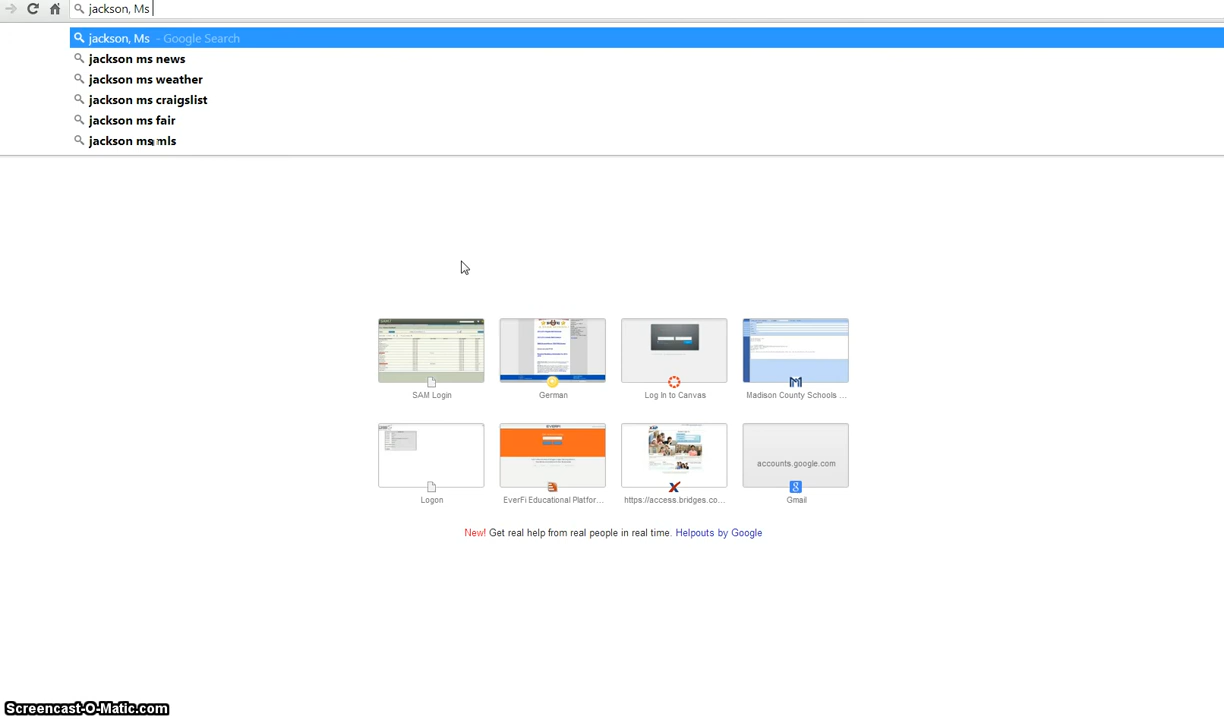 jackson, Ms
jackson, Ms - Google Search
jackson ms news
jackson ms weather
jackson ms craigslist
jackson ms fair
jackson ms mls
SAM Login
German
Log In to Canvas
Madison County Schools ...
accounts.google.com
Logon
EverFi Educational Platfor...
https://access.bridges.co...
Gmail
New! Get real help from real people in real time. Helpouts by Google
Screencast-O-Matic.com